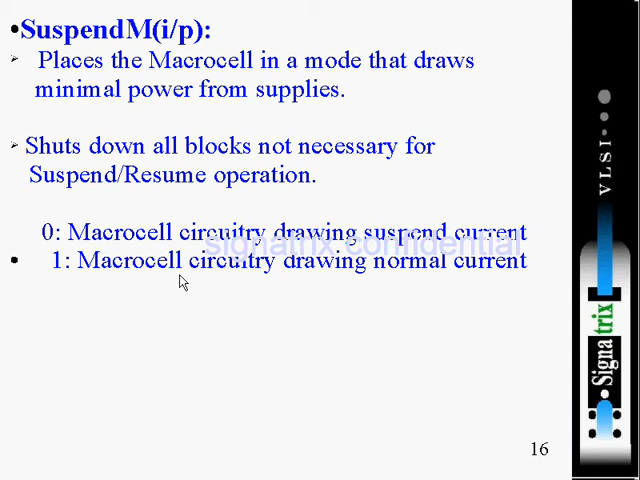 •SuspendM(i/p):
➢ Places the Macrocell in a mode that draws
minimal power from supplies.
➢ Shuts down all blocks not necessary for
Suspend/Resume operation.
0: Macrocell circuitry drawing suspend current
signatrix confidential
• 1: Macrocell circuitry drawing normal current
VLSI
Signatrix
16